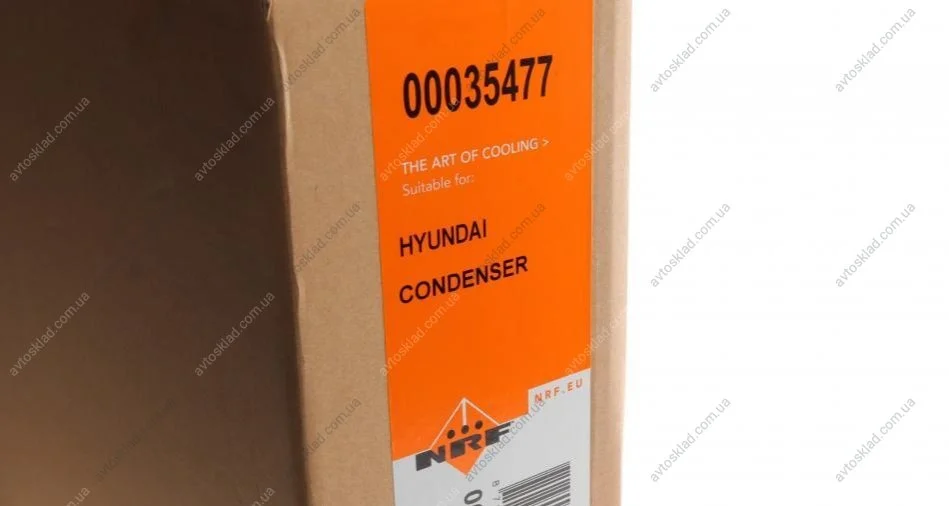 00035477
THE ART OF COOLING >
Suitable for:
HYUNDAI
CONDENSER
NRF.EU
NRF
avtosklad.com.ua